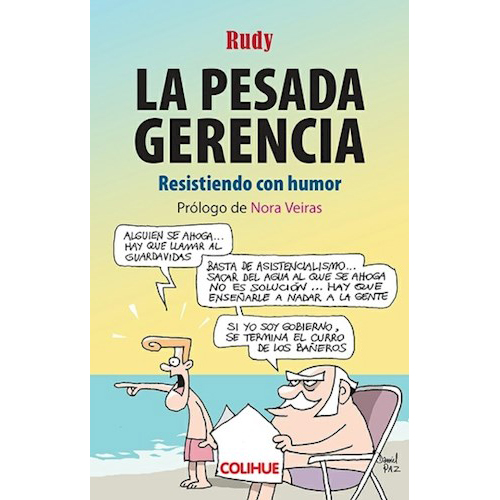 Rudy
LA PESADA
GERENCIA
Resistiendo con humor
Prólogo de Nora Veiras
ALGUIEN SE AHOGA...
HAY QUE LLAMAR AL
GUARDAVIDAS
BASTA DE ASISTENCIALISMO...
SACAR DEL AGUA AL QUE SE AHOGA
NO ES SOLUCIÓN... HAY QUE
ENSEÑARLE A NADAR A LA GENTE
SI YO SOY GOBIERNO,
SE TERMINA EL CURRO
DE LOS BAÑEROS
Daniel
PAZ
COLIHUE